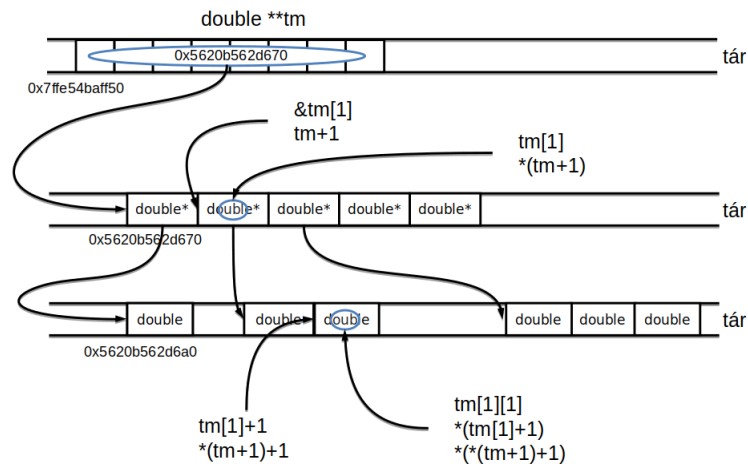 double **tm
0x5620b562d670
tár
0x7ffe54baff50
&tm[1]
tm+1
tm[1]
*(tm+1)
double* double* double* double* double*
tár
0x5620b562d670
double double double double double double
tár
0x5620b562d6a0
tm[1]+1
*(tm+1)+1
tm[1][1]
*(tm[1]+1)
*(*(tm+1)+1)